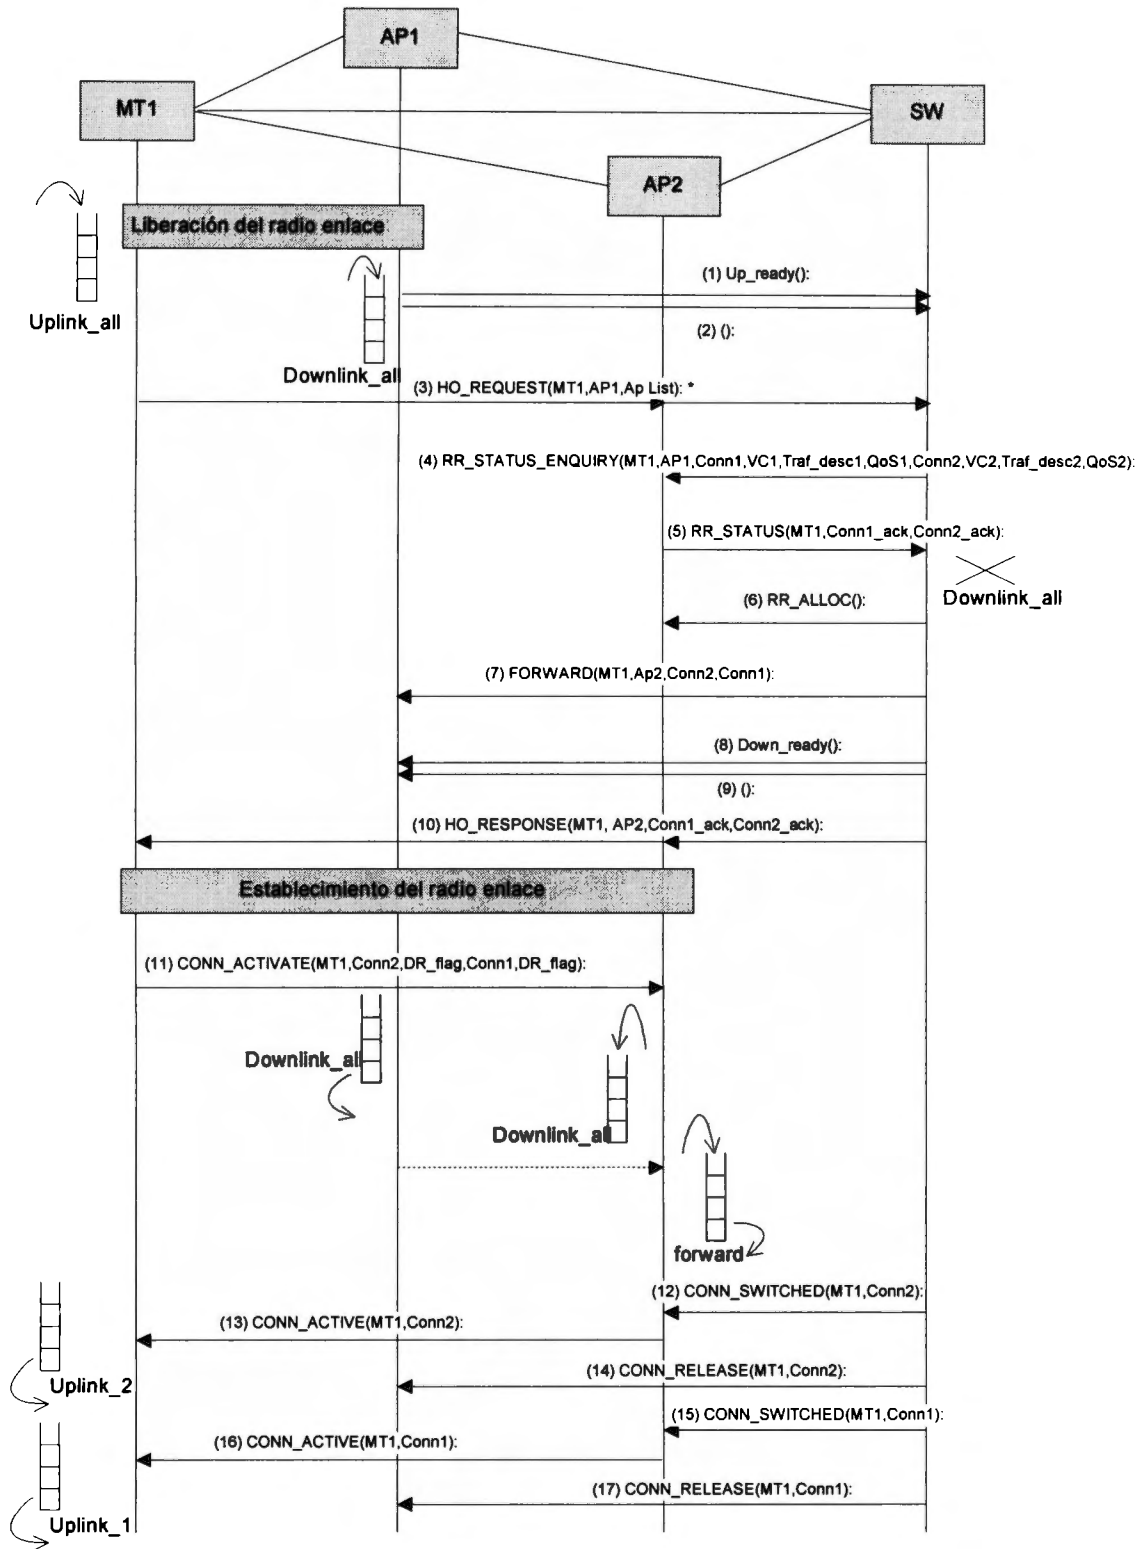 AP1
MT1
SW
AP2
Liberación del radio enlace
(1) Up_ready():
Uplink_all
(2) ():
Downlink_all
(3) HO_REQUEST(MT1,AP1,Ap List): *
(4) RR_STATUS_ENQUIRY(MT1,AP1,Conn1,VC1,Traf_desc1,QoS1,Conn2,VC2,Traf_desc2,QoS2):
(5) RR_STATUS(MT1,Conn1_ack,Conn2_ack):
Downlink_all
(6) RR_ALLOC():
(7) FORWARD(MT1,Ap2,Conn2,Conn1):
(8) Down_ready():
(9) ():
(10) HO_RESPONSE(MT1, AP2,Conn1_ack,Conn2_ack):
Establecimiento del radio enlace
(11) CONN_ACTIVATE(MT1,Conn2,DR_flag,Conn1,DR_flag):
Downlink_all
Downlink_all
forward
(12) CONN_SWITCHED(MT1,Conn2):
(13) CONN_ACTIVE(MT1,Conn2):
(14) CONN_RELEASE(MT1,Conn2):
Uplink_2
(15) CONN_SWITCHED(MT1,Conn1):
(16) CONN_ACTIVE(MT1,Conn1):
(17) CONN_RELEASE(MT1,Conn1):
Uplink_1